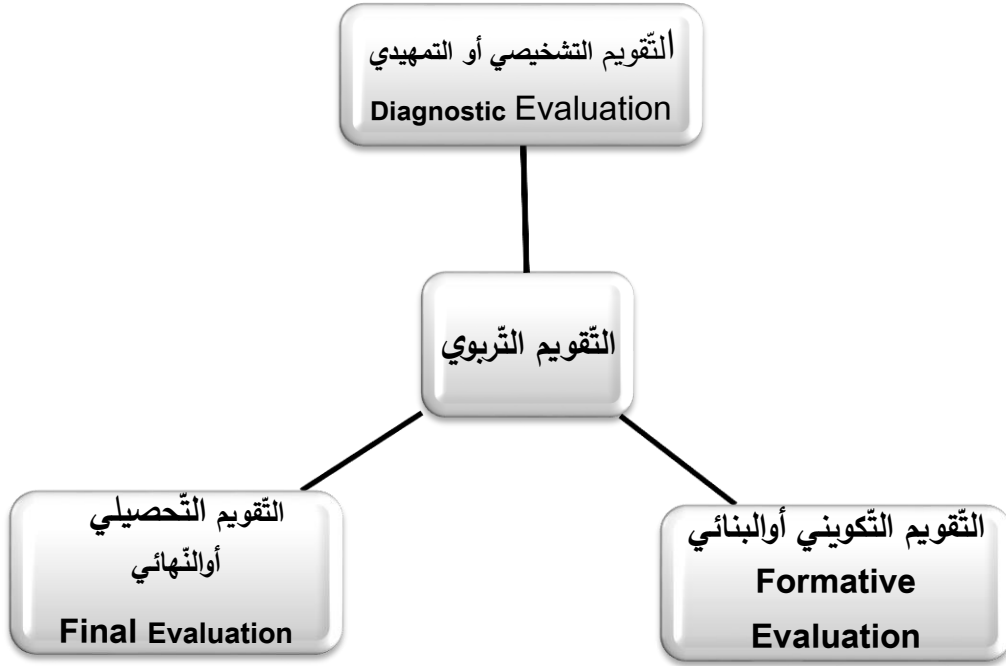 التّقويم التشخيصي أو التمهيدي
Diagnostic Evaluation
التّقويم التّربوي
التّقويم التّكويني أوالبنائي
Formative
Evaluation
التّقويم التّحصيلي
أوالنّهائي
Final Evaluation